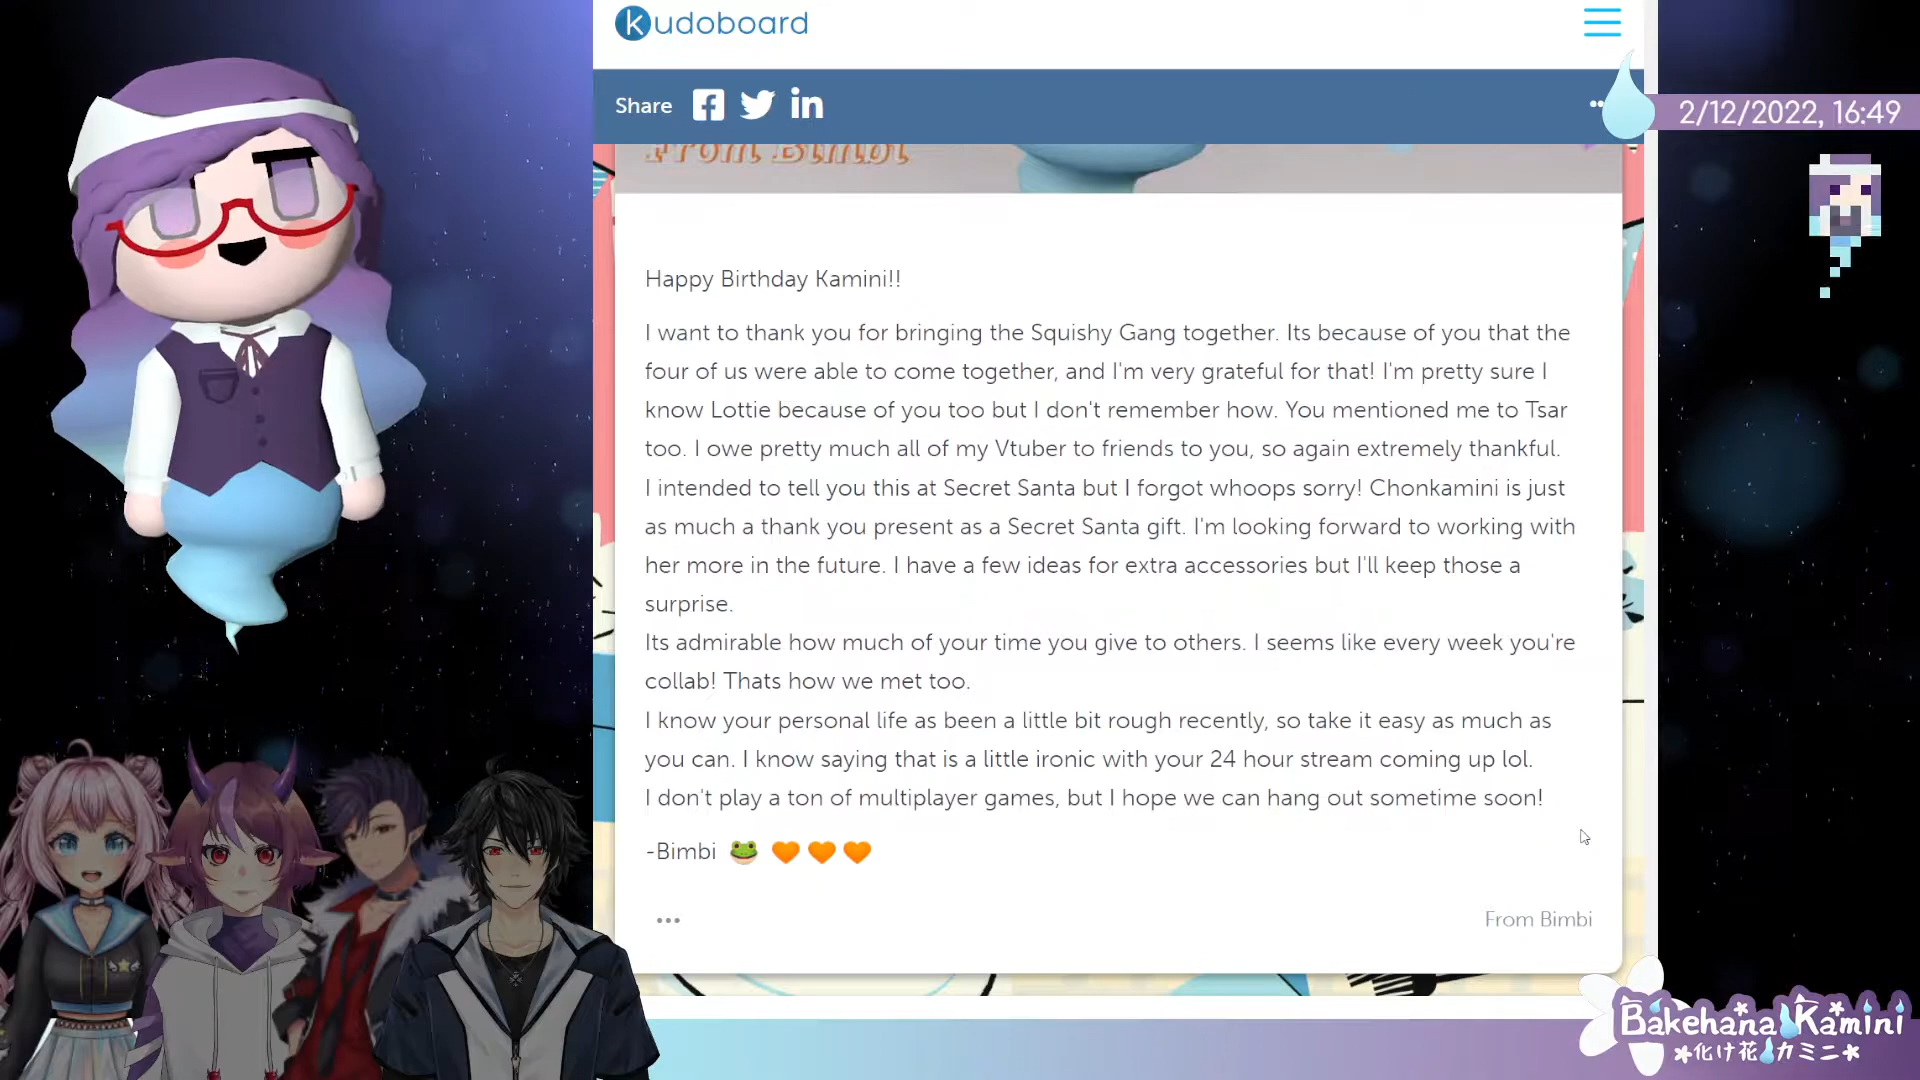 kudoboard
Share
2/12/2022, 16:49
From Bimbi
Happy Birthday Kamini!!
I want to thank you for bringing the Squishy Gang together. Its because of you that the
four of us were able to come together, and I'm very grateful for that! I'm pretty sure I
know Lottie because of you too but I don't remember how. You mentioned me to Tsar
too. I owe pretty much all of my Vtuber to friends to you, so again extremely thankful.
I intended to tell you this at Secret Santa but I forgot whoops sorry! Chonkamini is just
as much a thank you present as a Secret Santa gift. I'm looking forward to working with
her more in the future. I have a few ideas for extra accessories but I'll keep those a
surprise.
Its admirable how much of your time you give to others. I seems like every week you're
collab! Thats how we met too.
I know your personal life as been a little bit rough recently, so take it easy as much as
you can. I know saying that is a little ironic with your 24 hour stream coming up lol.
I don't play a ton of multiplayer games, but I hope we can hang out sometime soon!
-Bimbi 🐸 🧡 🧡 🧡
From Bimbi
Bakehana Kamini
化け花カミニ